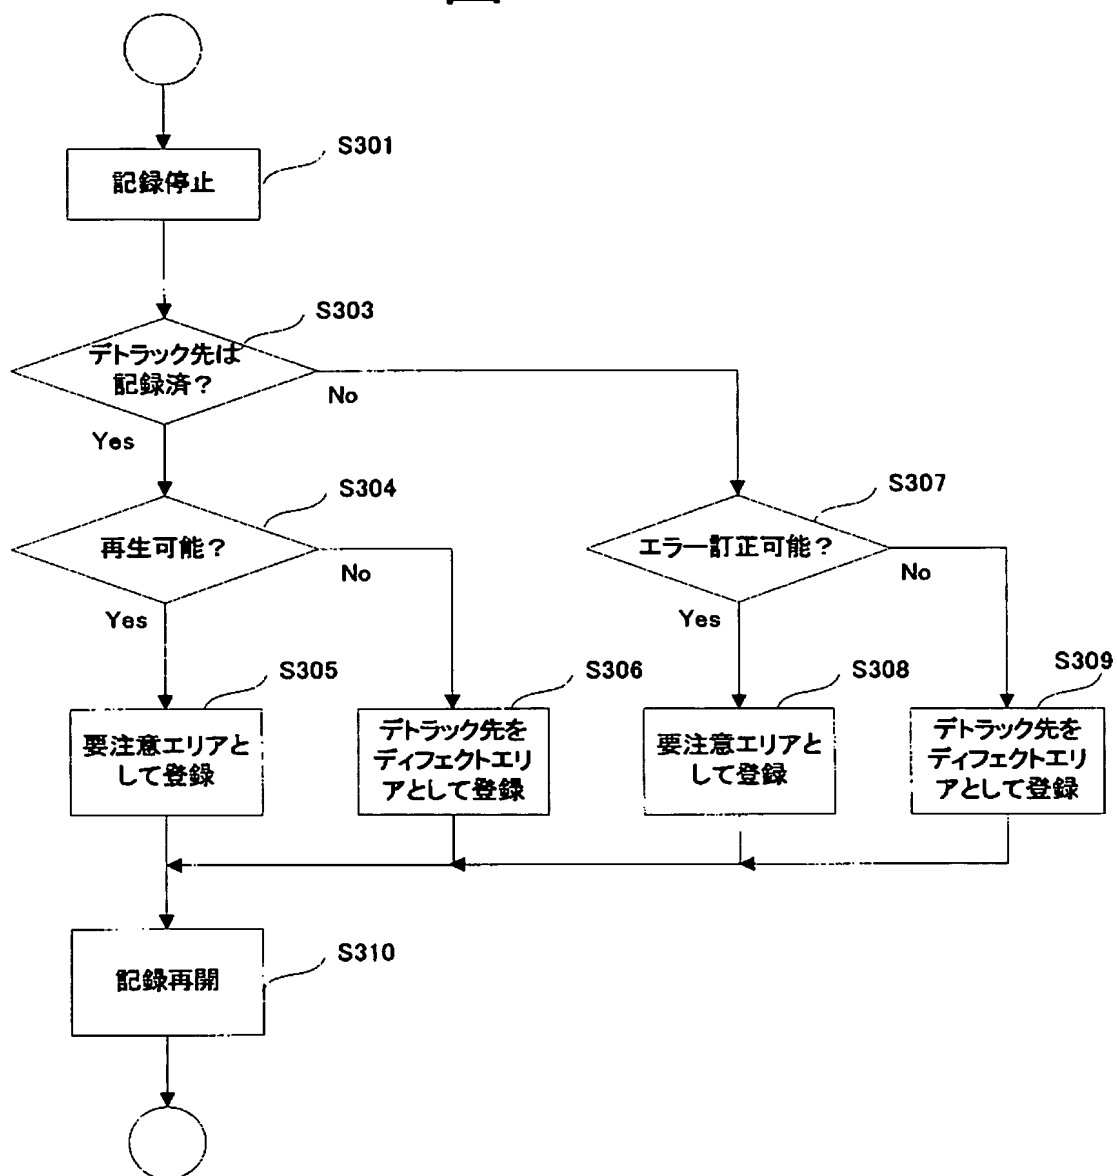 S301
記録停止
S303
デトラック先は
記録済？
No
Yes
S304
再生可能？
No
Yes
S307
エラー訂正可能？
No
Yes
S305
要注意エリアと
して登録
S306
デトラック先を
ディフェクトエリ
アとして登録
S308
要注意エリアと
して登録
S309
デトラック先を
ディフェクトエリ
アとして登録
S310
記録再開